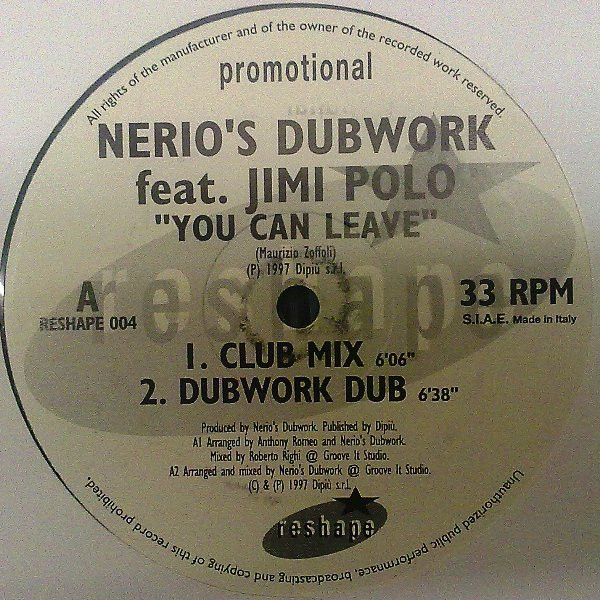 All rights of the manufacturer and of the owner of the recorded work reserved.
promotional
NERIO'S DUBWORK
feat. JIMI POLO
"YOU CAN LEAVE"
(Maurizio Zoffoli)
(P) 1997 Dipiù s.r.l.
reshape
A
RESHAPE 004
33 RPM
S.I.A.E. Made in Italy
1. CLUB MIX 6'06"
2. DUBWORK DUB 6'38"
Produced by Nerio's Dubwork. Published by Dipiù.
A1 Arranged by Anthony Romeo and Nerio's Dubwork.
Mixed by Roberto Righi @ Groove It Studio.
A2 Arranged and mixed by Nerio's Dubwork @ Groove It Studio.
(C) & (P) 1997 Dipiù s.r.l.
reshape
Unauthorized public performnace, broadcasting and copying of this record prohibited.